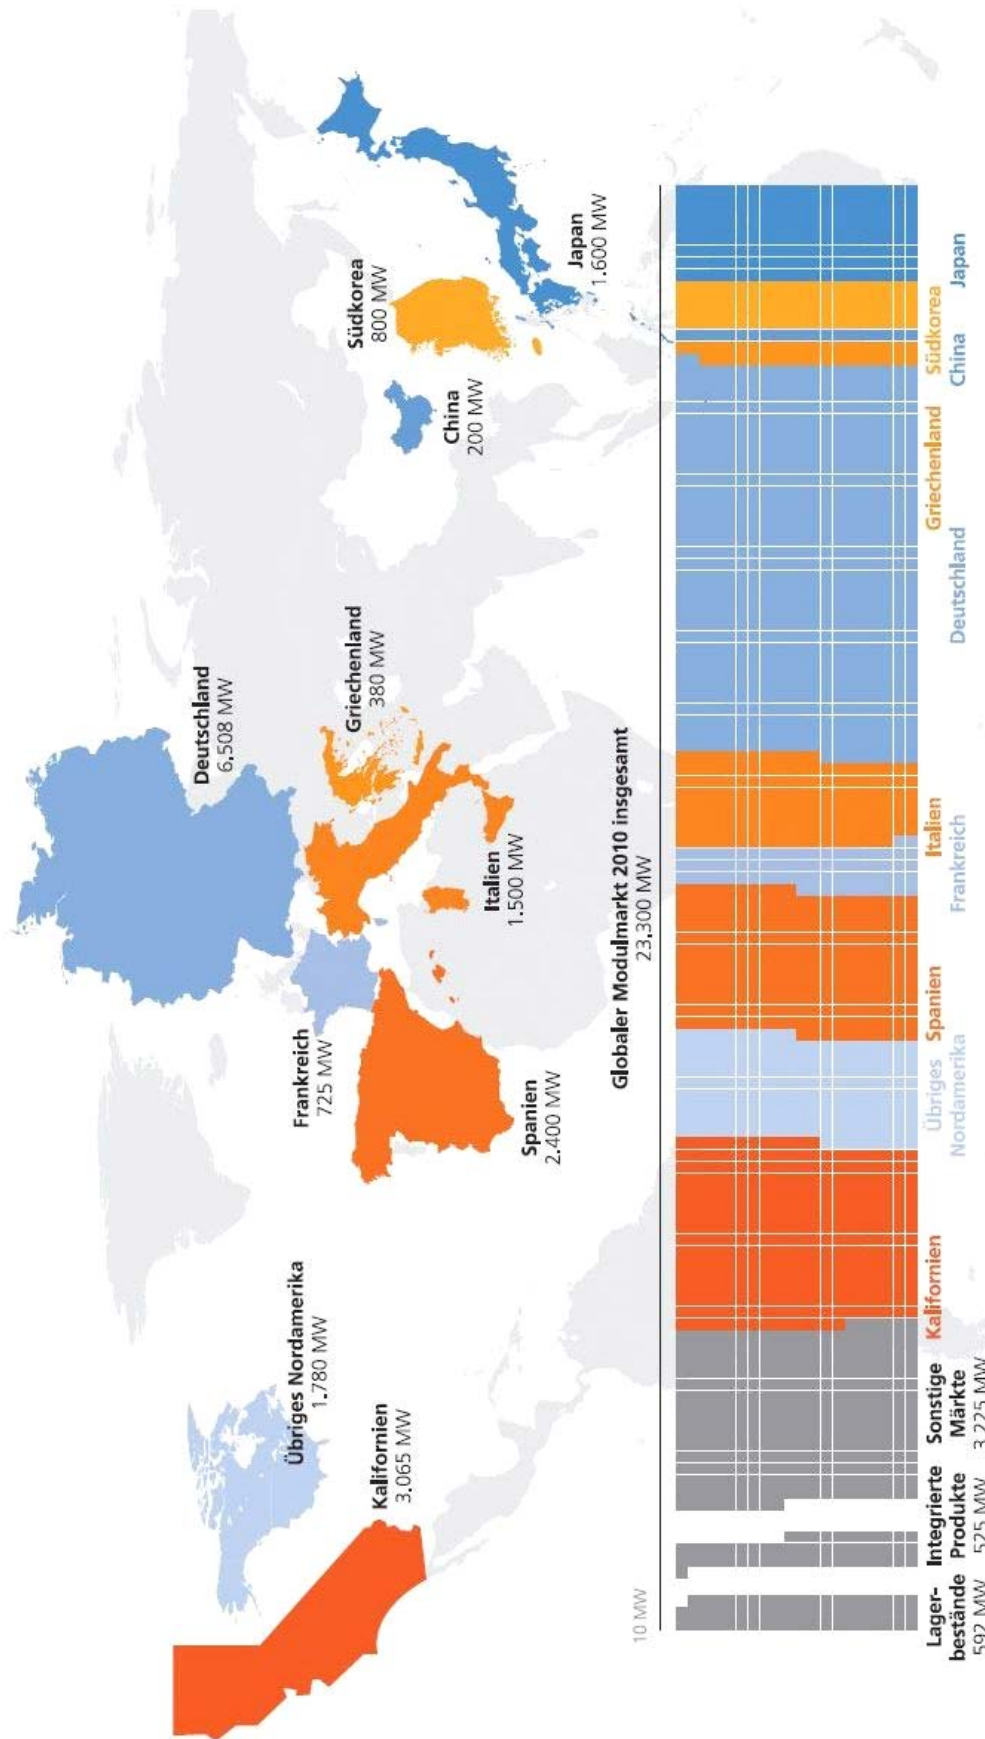 Übriges Nordamerika
1.780 MW
Kalifornien
3.065 MW
Deutschland
6.508 MW
Frankreich
725 MW
Spanien
2.400 MW
Griechenland
380 MW
Italien
1.500 MW
China
200 MW
Südkorea
800 MW
Japan
1.600 MW
Globaler Modulmarkt 2010 insgesamt
23.300 MW
10 MW
Lager-
bestände
592 MW
Integrierte
Produkte
525 MW
Sonstige
Märkte
3.225 MW
Kalifornien
Übriges
Nordamerika
Spanien
Frankreich
Italien
Deutschland
Griechenland
China
Südkorea
Japan